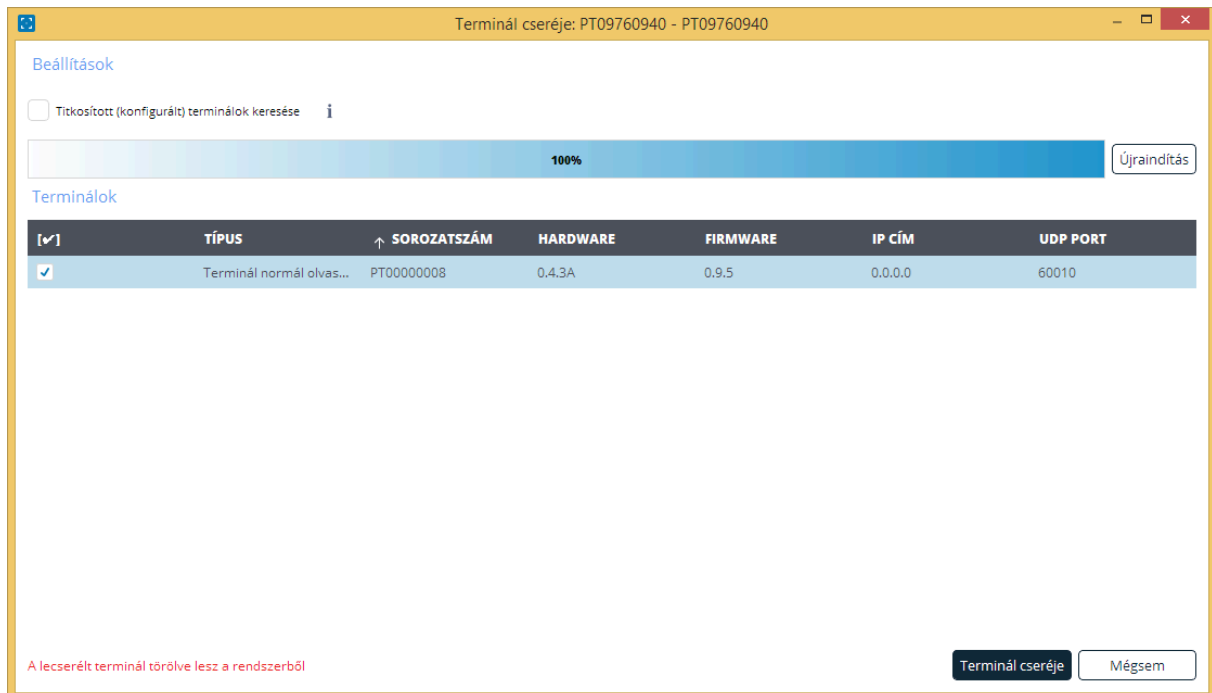 Terminál cseréje: PT09760940 - PT09760940
Beállítások
Titkosított (konfigurált) terminálok keresése i
100% Újraindítás
Terminálok
[✔] TÍPUS ↑ SOROZATSZÁM HARDWARE FIRMWARE IP CÍM UDP PORT
Terminál normál olvas... PT00000008 0.4.3A 0.9.5 0.0.0.0 60010
A lecserélt terminál törölve lesz a rendszerből Terminál cseréje Mégsem